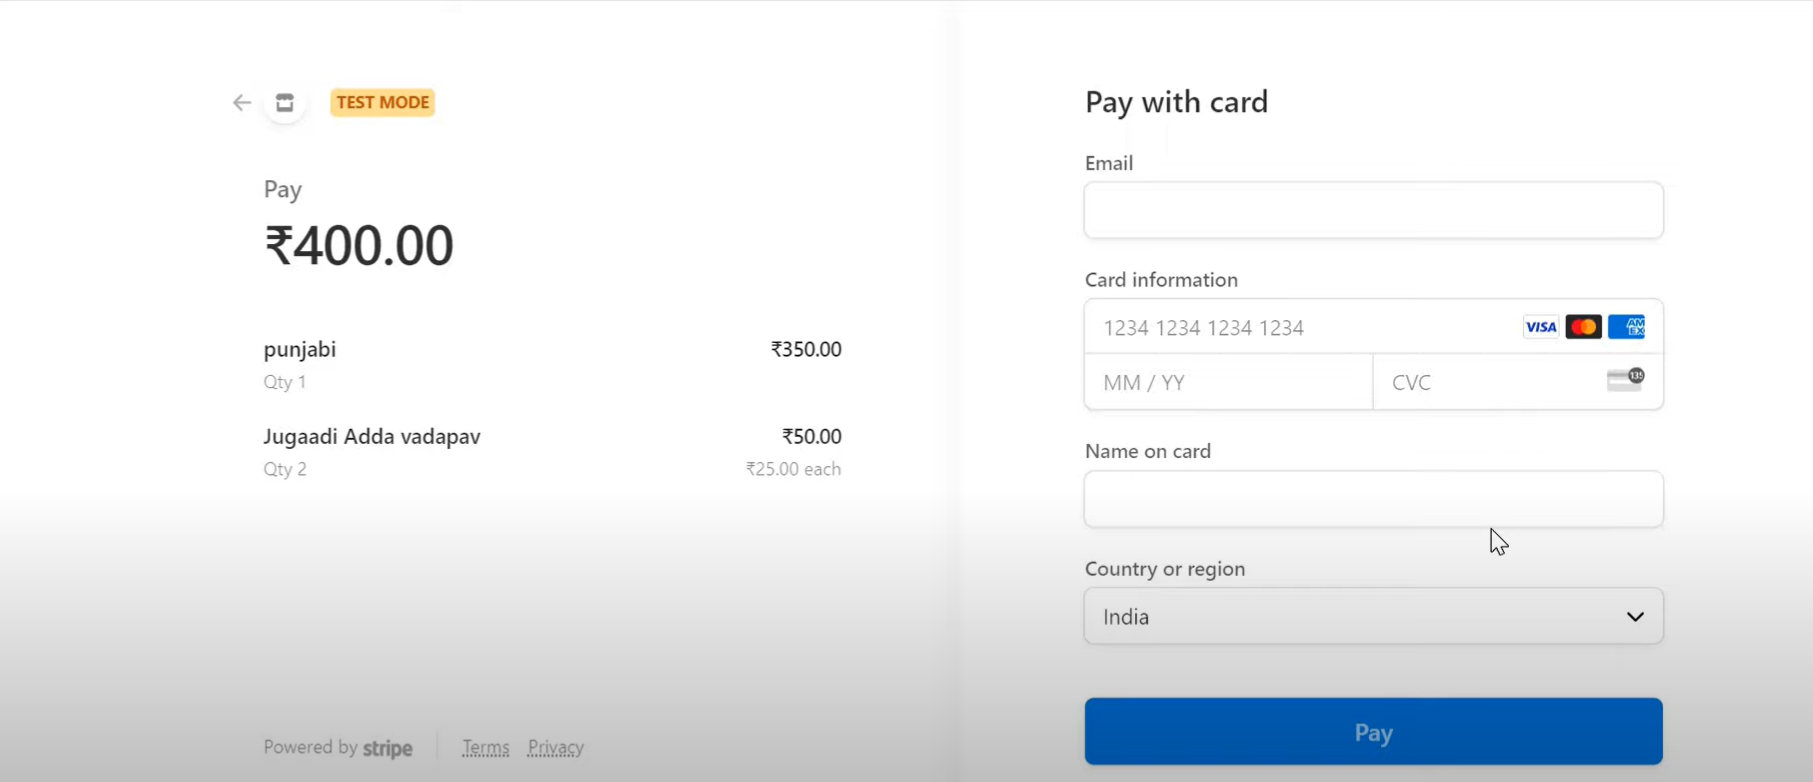 TEST MODE
Pay
₹400.00
punjabi ₹350.00
Qty 1
Jugaadi Adda vadapav ₹50.00
Qty 2 ₹25.00 each
Powered by stripe Terms Privacy
Pay with card
Email
Card information
1234 1234 1234 1234 VISA AMEX
MM / YY CVC 135
Name on card
Country or region
India
Pay